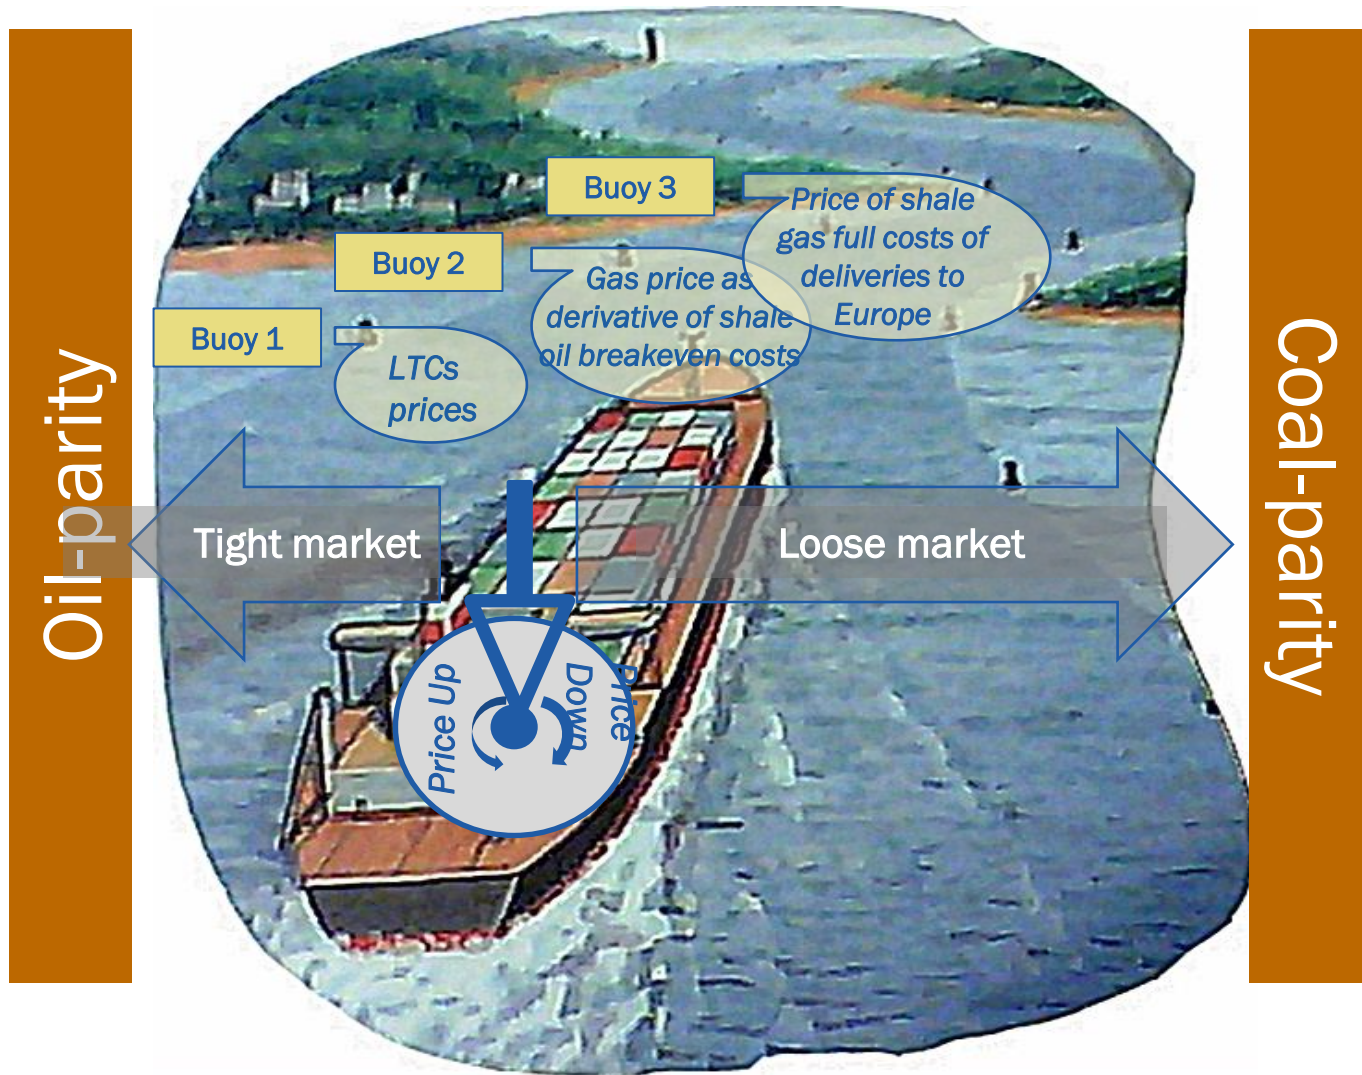 Buoy 3
Price of shale
gas full costs of
deliveries to
Europe
Buoy 2
Gas price as
derivative of shale
oil breakeven costs
Buoy 1
LTCs
prices
Oil-parity
Tight market
Loose market
Coal-parity
Price Up
Price
Down